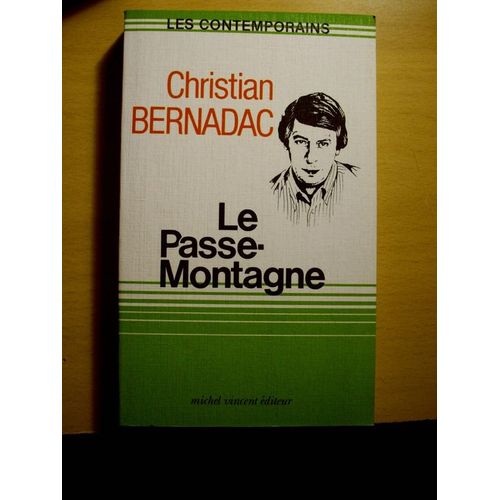 LES CONTEMPORAINS
Christian
BERNADAC
Le
Passe-
Montagne
michel vincent éditeur